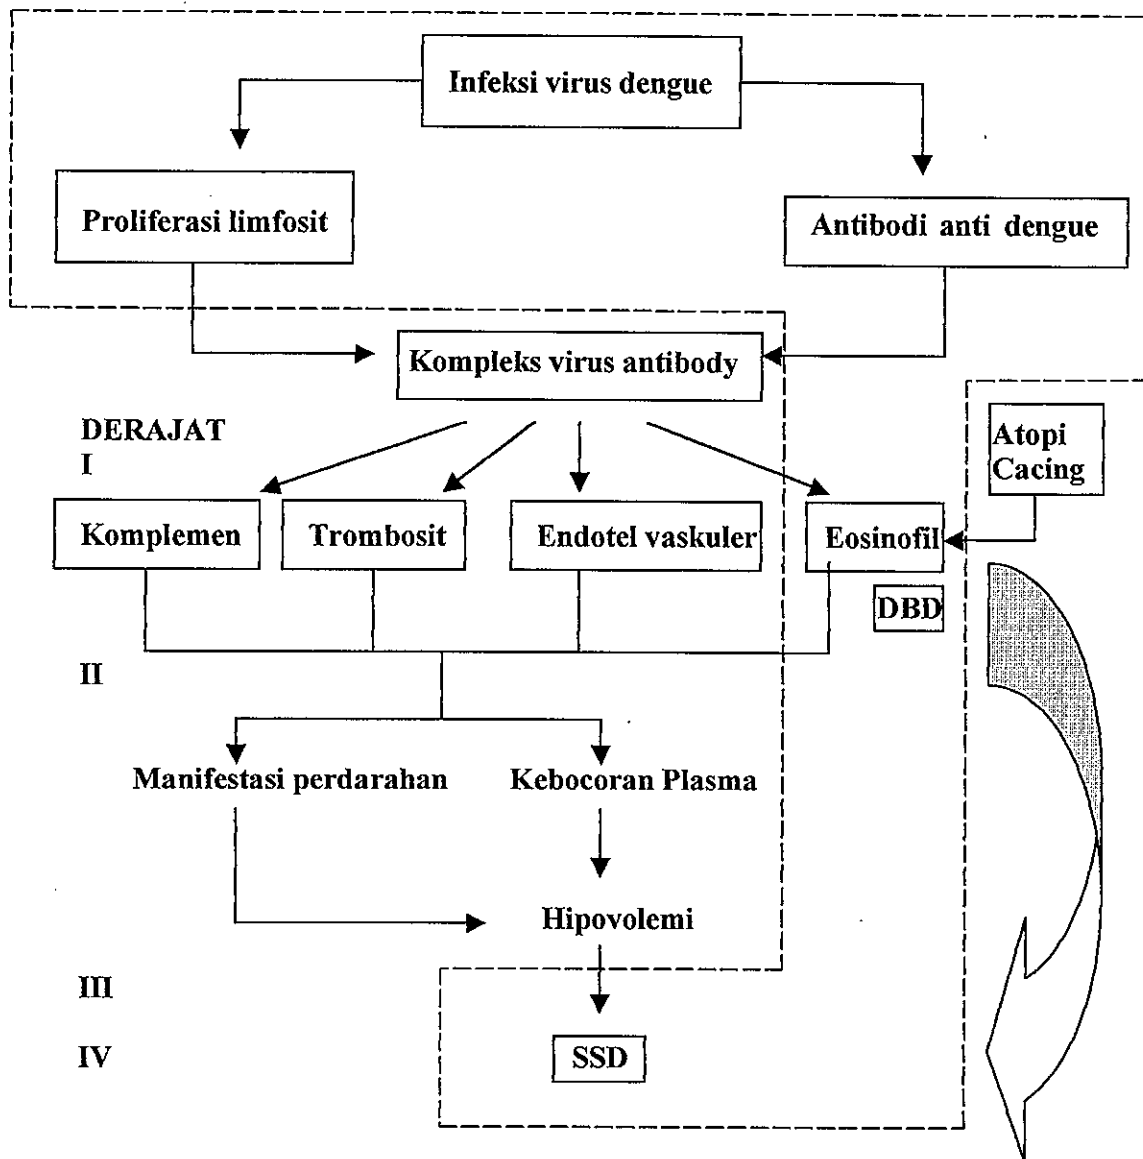 Infeksi virus dengue
Proliferasi limfosit
Antibodi anti dengue
Kompleks virus antibody
DERAJAT
I
Atopi
Cacing
Komplemen
Trombosit
Endotel vaskuler
Eosinofil
DBD
II
Manifestasi perdarahan
Kebocoran Plasma
Hipovolemi
III
IV
SSD